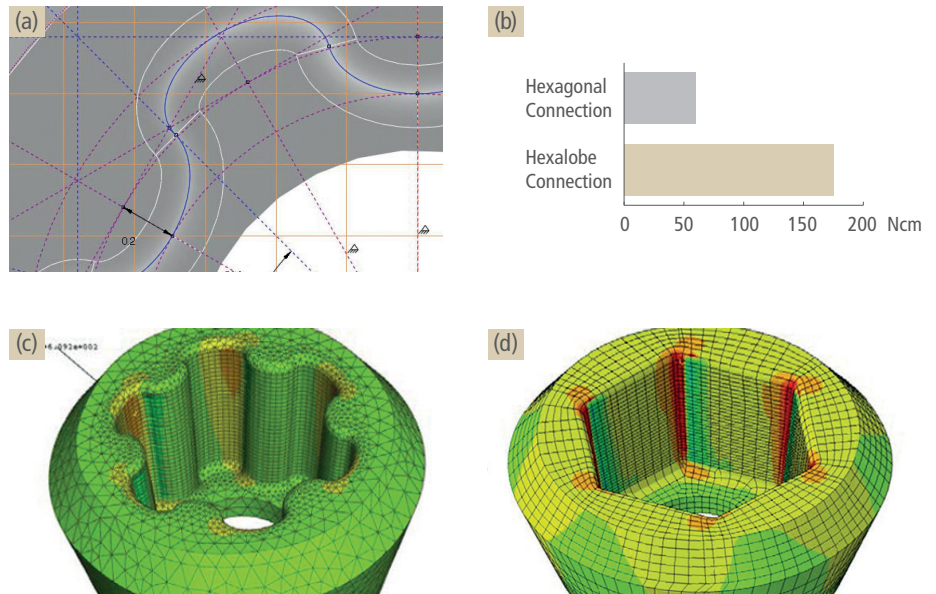 (a)
0.2
(b)
Hexagonal
Connection
Hexalobe
Connection
0 50 100 150 200 Ncm
(c)
(d)